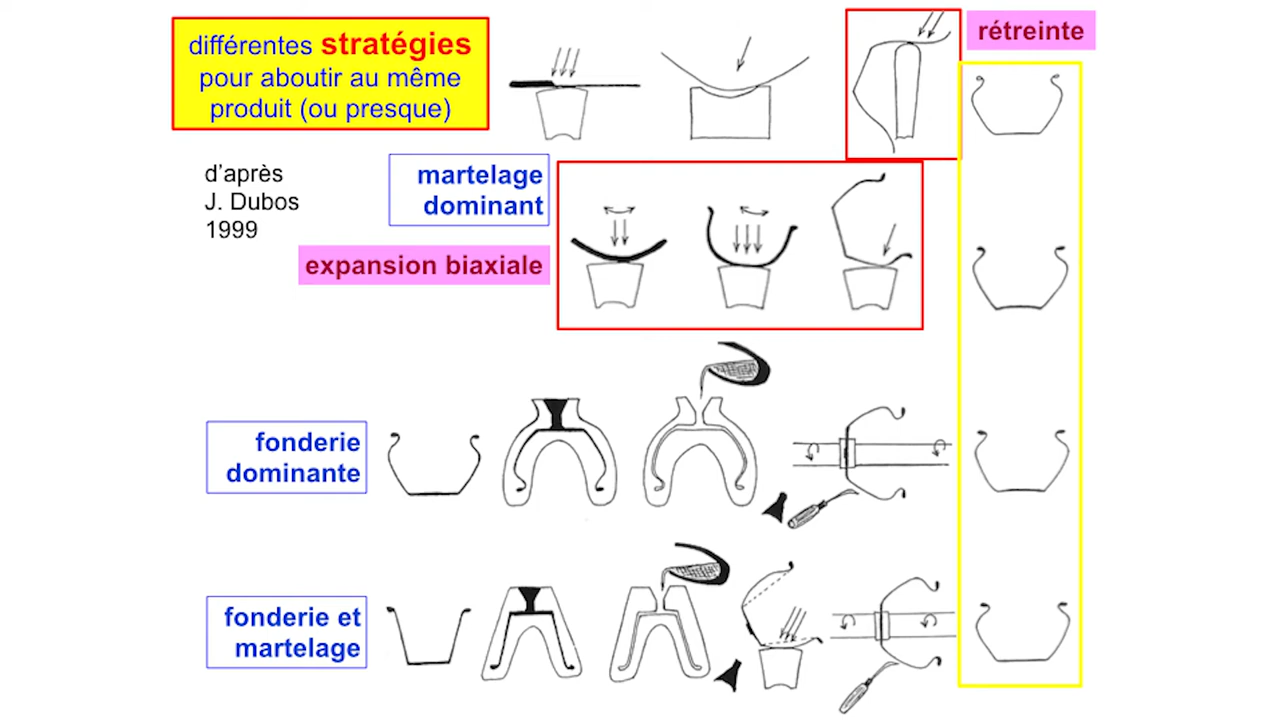 différentes stratégies
pour aboutir au même
produit (ou presque)
rétreinte
d'après
J. Dubos
1999
martelage
dominant
expansion biaxiale
fonderie
dominante
fonderie et
martelage